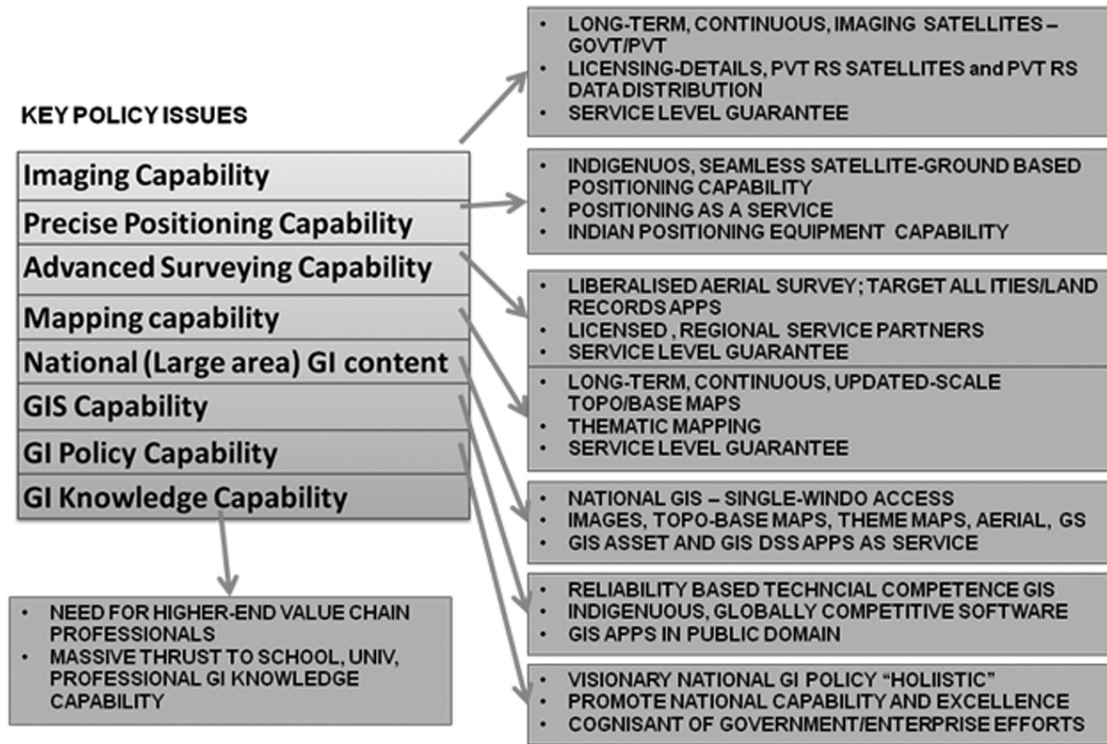 KEY POLICY ISSUES
Imaging Capability
Precise Positioning Capability
Advanced Surveying Capability
Mapping capability
National (Large area) GI content
GIS Capability
GI Policy Capability
GI Knowledge Capability
• LONG-TERM, CONTINUOUS, IMAGING SATELLITES –
GOVT/PVT
• LICENSING-DETAILS, PVT RS SATELLITES and PVT RS
DATA DISTRIBUTION
• SERVICE LEVEL GUARANTEE
• INDIGENUOS, SEAMLESS SATELLITE-GROUND BASED
POSITIONING CAPABILITY
• POSITIONING AS A SERVICE
• INDIAN POSITIONING EQUIPMENT CAPABILITY
• LIBERALISED AERIAL SURVEY; TARGET ALL ITIES/LAND
RECORDS APPS
• LICENSED , REGIONAL SERVICE PARTNERS
• SERVICE LEVEL GUARANTEE
• LONG-TERM, CONTINUOUS, UPDATED-SCALE
TOPO/BASE MAPS
• THEMATIC MAPPING
• SERVICE LEVEL GUARANTEE
• NATIONAL GIS – SINGLE-WINDO ACCESS
• IMAGES, TOPO-BASE MAPS, THEME MAPS, AERIAL, GS
• GIS ASSET AND GIS DSS APPS AS SERVICE
• RELIABILITY BASED TECHNCIAL COMPETENCE GIS
• INDIGENUOUS, GLOBALLY COMPETITIVE SOFTWARE
• GIS APPS IN PUBLIC DOMAIN
• VISIONARY NATIONAL GI POLICY “HOLIISTIC”
• PROMOTE NATIONAL CAPABILITY AND EXCELLENCE
• COGNISANT OF GOVERNMENT/ENTERPRISE EFFORTS
• NEED FOR HIGHER-END VALUE CHAIN
PROFESSIONALS
• MASSIVE THRUST TO SCHOOL, UNIV,
PROFESSIONAL GI KNOWLEDGE
CAPABILITY